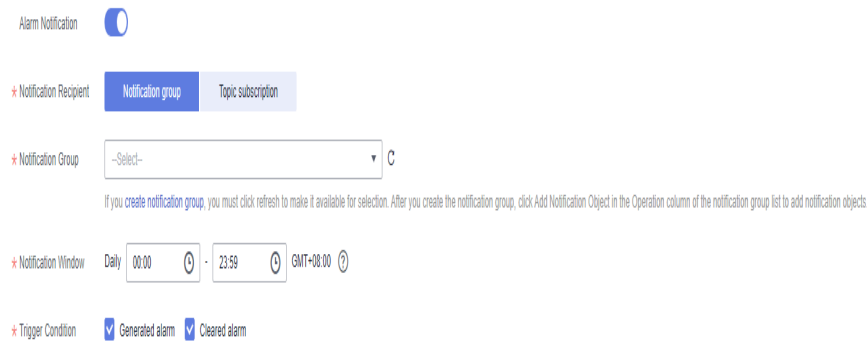 Alarm Notification
* Notification Recipient Notification group Topic subscription
* Notification Group --Select--
If you create notification group, you must click refresh to make it available for selection. After you create the notification group, click Add Notification Object in the Operation column of the notification group list to add notification objects
* Notification Window Daily 00:00 - 23:59 GMT+08:00 ?
* Trigger Condition Generated alarm Cleared alarm